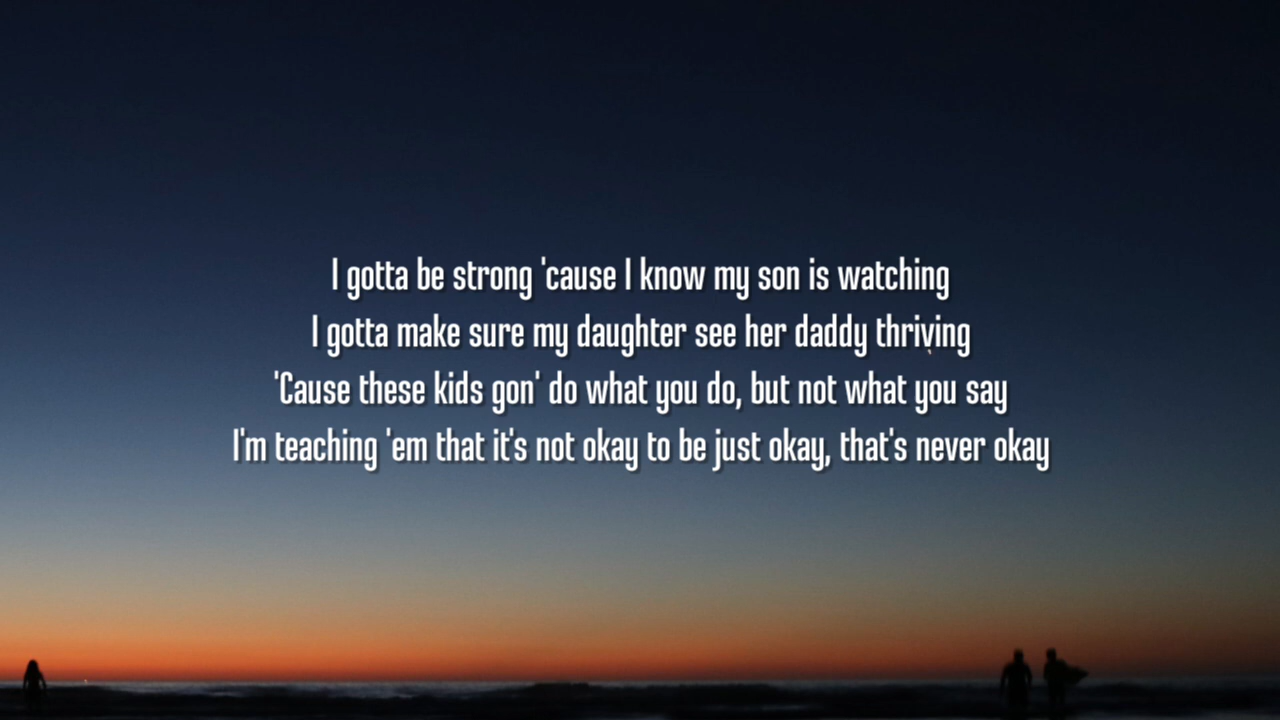 I gotta be strong 'cause I know my son is watching
I gotta make sure my daughter see her daddy thriving
'Cause these kids gon' do what you do, but not what you say
I'm teaching 'em that it's not okay to be just okay, that's never okay